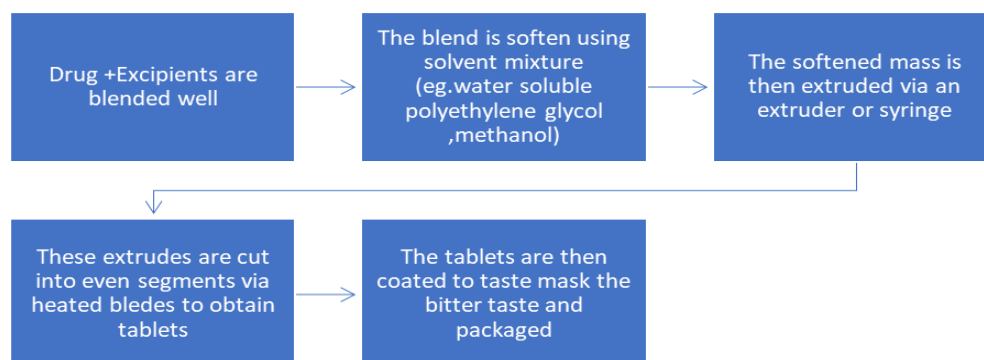 Drug +Excipients are
blended well
The blend is soften using
solvent mixture
(eg.water soluble
polyethylene glycol
,methanol)
The softened mass is
then extruded via an
extruder or syringe
These extrudes are cut
into even segments via
heated bledes to obtain
tablets
The tablets are then
coated to taste mask the
bitter taste and
packaged